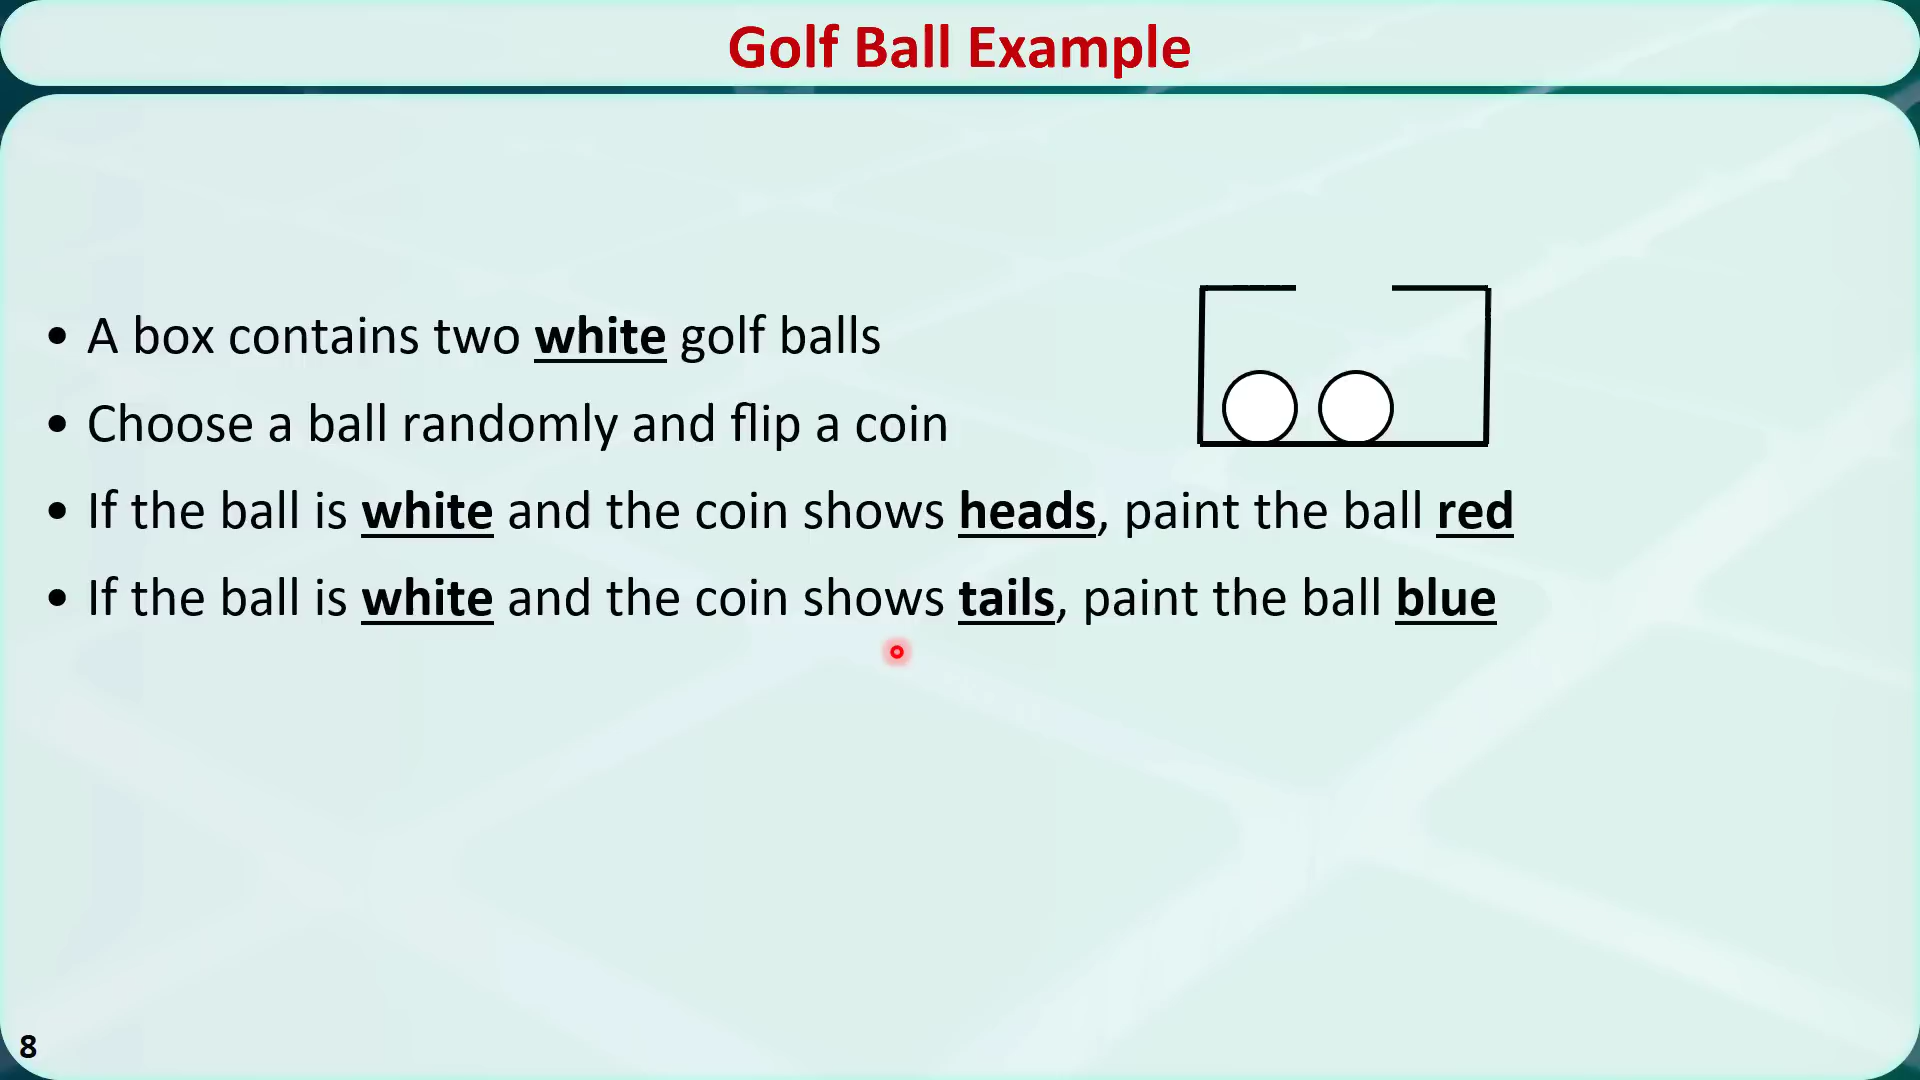 Golf Ball Example
• A box contains two white golf balls
• Choose a ball randomly and flip a coin
• If the ball is white and the coin shows heads, paint the ball red
• If the ball is white and the coin shows tails, paint the ball blue
8